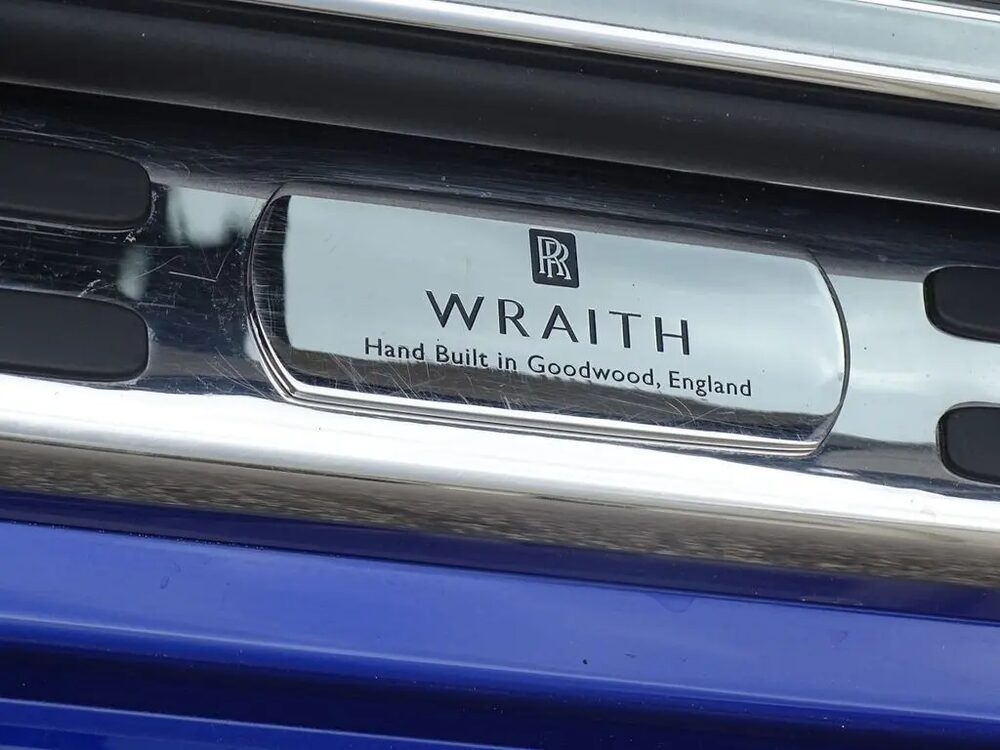 RR
WRAITH
Hand Built in Goodwood, England